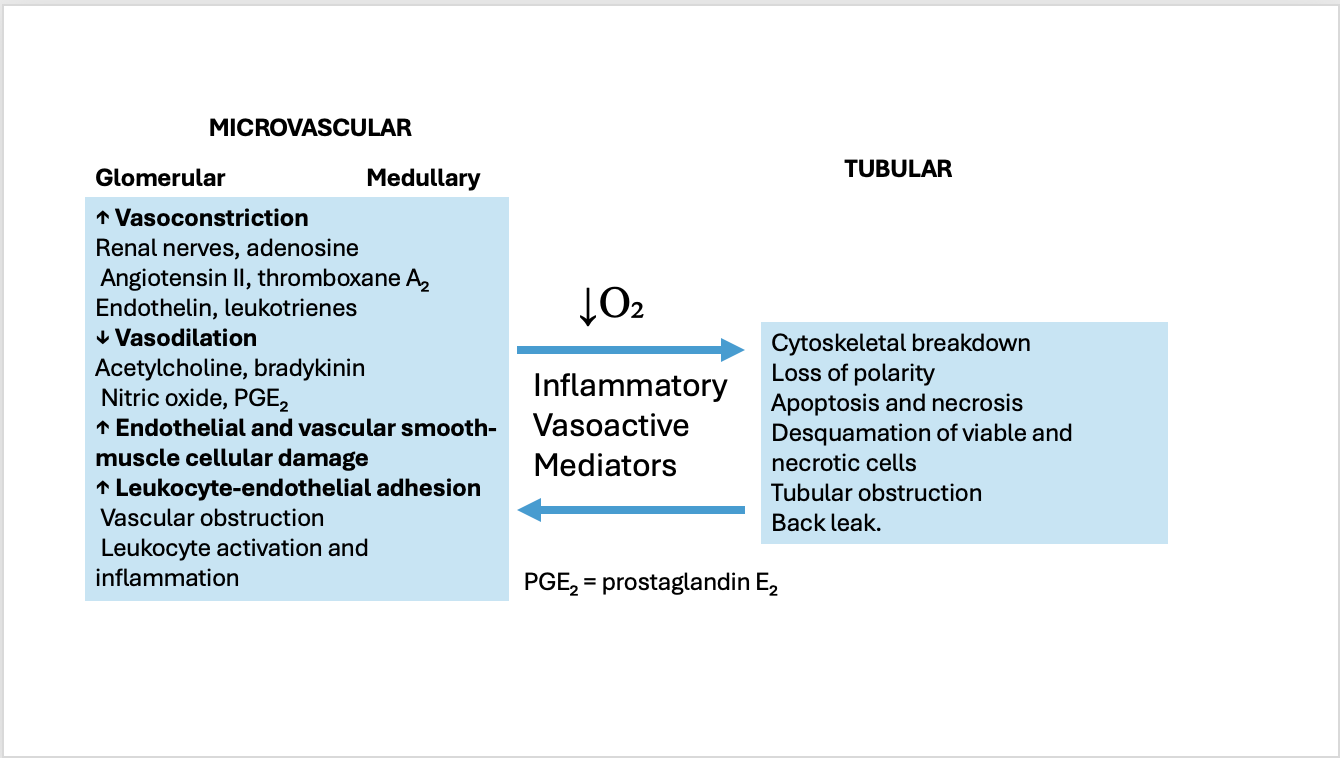 MICROVASCULAR
Glomerular Medullary
↑ Vasoconstriction
Renal nerves, adenosine
Angiotensin II, thromboxane A₂
Endothelin, leukotrienes
↓ Vasodilation
Acetylcholine, bradykinin
Nitric oxide, PGE₂
↑ Endothelial and vascular smooth-
muscle cellular damage
↑ Leukocyte-endothelial adhesion
Vascular obstruction
Leukocyte activation and
inflammation
↓O₂
Inflammatory
Vasoactive
Mediators
PGE₂ = prostaglandin E₂
TUBULAR
Cytoskeletal breakdown
Loss of polarity
Apoptosis and necrosis
Desquamation of viable and
necrotic cells
Tubular obstruction
Back leak.